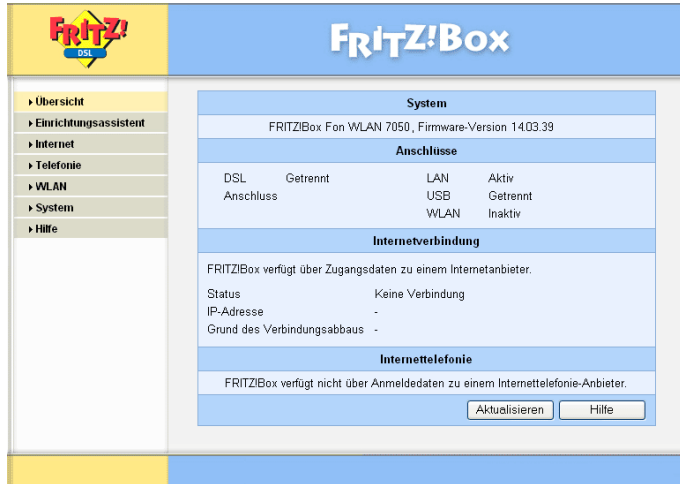 FRITZ!
DSL
FRITZ!BOX
Übersicht
Einrichtungsassistent
Internet
Telefonie
WLAN
System
Hilfe
System
FRITZ!Box Fon WLAN 7050, Firmware-Version 14.03.39
Anschlüsse
DSL Getrennt LAN Aktiv
Anschluss USB Getrennt
WLAN Inaktiv
Internetverbindung
FRITZ!Box verfügt über Zugangsdaten zu einem Internetanbieter.
Status Keine Verbindung
IP-Adresse -
Grund des Verbindungsabbaus -
Internettelefonie
FRITZ!Box verfügt nicht über Anmeldedaten zu einem Internettelefonie-Anbieter.
Aktualisieren Hilfe